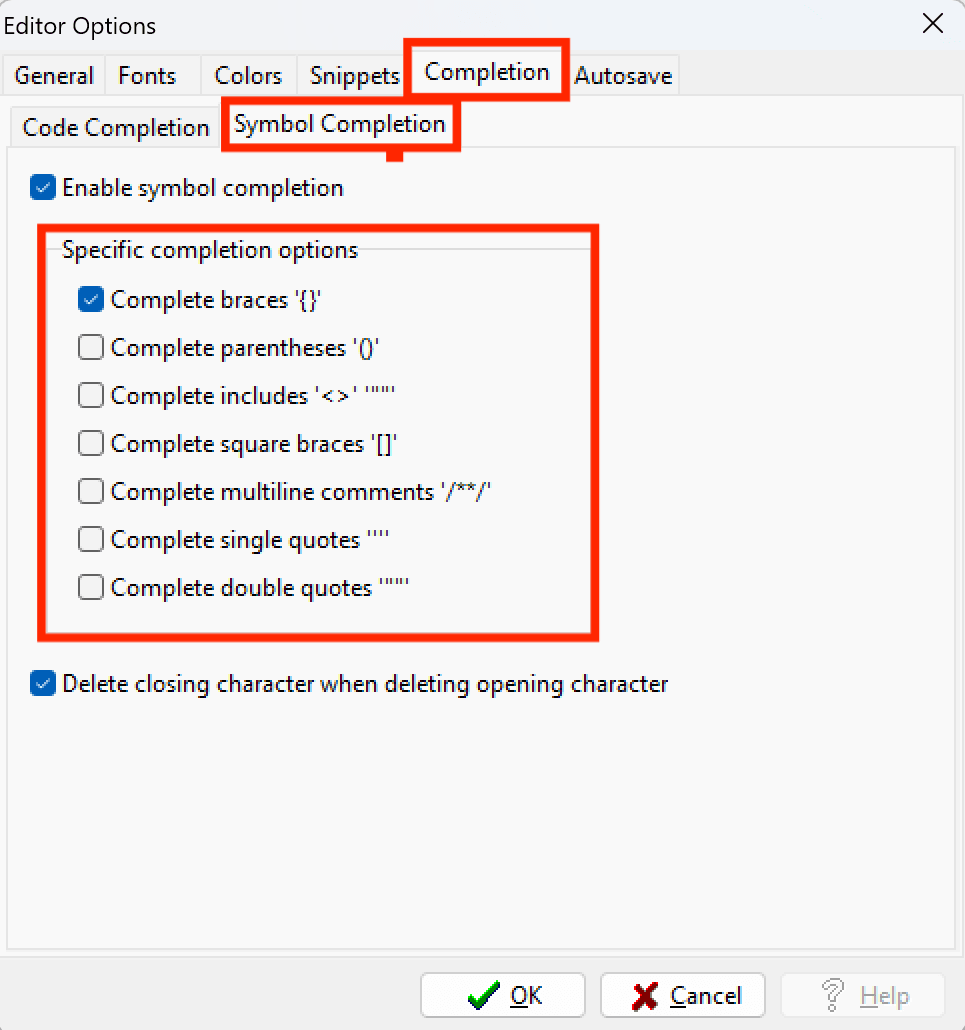 Editor Options
General Fonts Colors Snippets Completion Autosave
Code Completion Symbol Completion
Enable symbol completion
Specific completion options
Complete braces '{}'
Complete parentheses '()'
Complete includes '<>' '""'
Complete square braces '[]'
Complete multiline comments '/**/'
Complete single quotes ''''
Complete double quotes '""'
Delete closing character when deleting opening character
OK Cancel Help